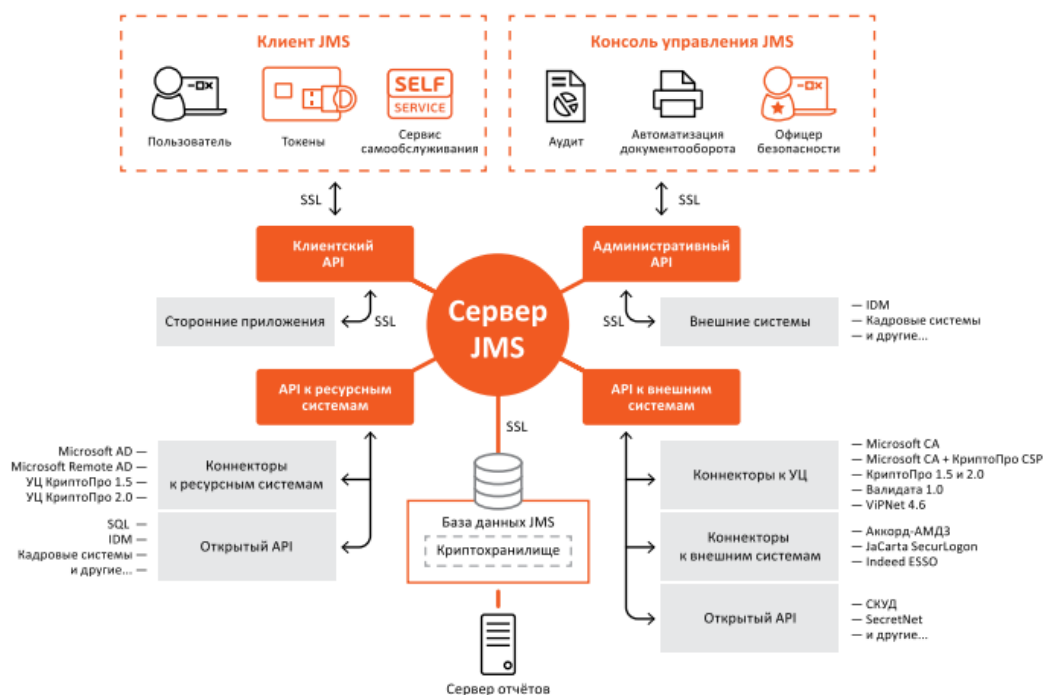 Клиент JMS
Пользователь
Токены
SELF
SERVICE
Сервис
самообслуживания
Консоль управления JMS
Аудит
Автоматизация
документооборота
Офицер
безопасности
SSL
SSL
Клиентский
API
Административный
API
Сервер
JMS
Сторонние приложения
SSL
SSL
Внешние системы
— IDM
— Кадровые системы
— и другие...
API к ресурсным
системам
API к внешним
системам
SSL
Microsoft AD —
Microsoft Remote AD —
УЦ КриптоПро 1.5 —
УЦ КриптоПро 2.0 —
Коннекторы
к ресурсным системам
SQL —
IDM —
Кадровые системы —
и другие... —
Открытый API
База данных JMS
Криптохранилище
Сервер отчётов
Коннекторы к УЦ
— Microsoft CA
— Microsoft CA + КриптоПро CSP
— КриптоПро 1.5 и 2.0
— Валидата 1.0
— ViPNet 4.6
Коннекторы
к внешним системам
— Аккорд-АМДЗ
— JaCarta SecurLogon
— Indeed ESSO
Открытый API
— СКУД
— SecretNet
— и другие...